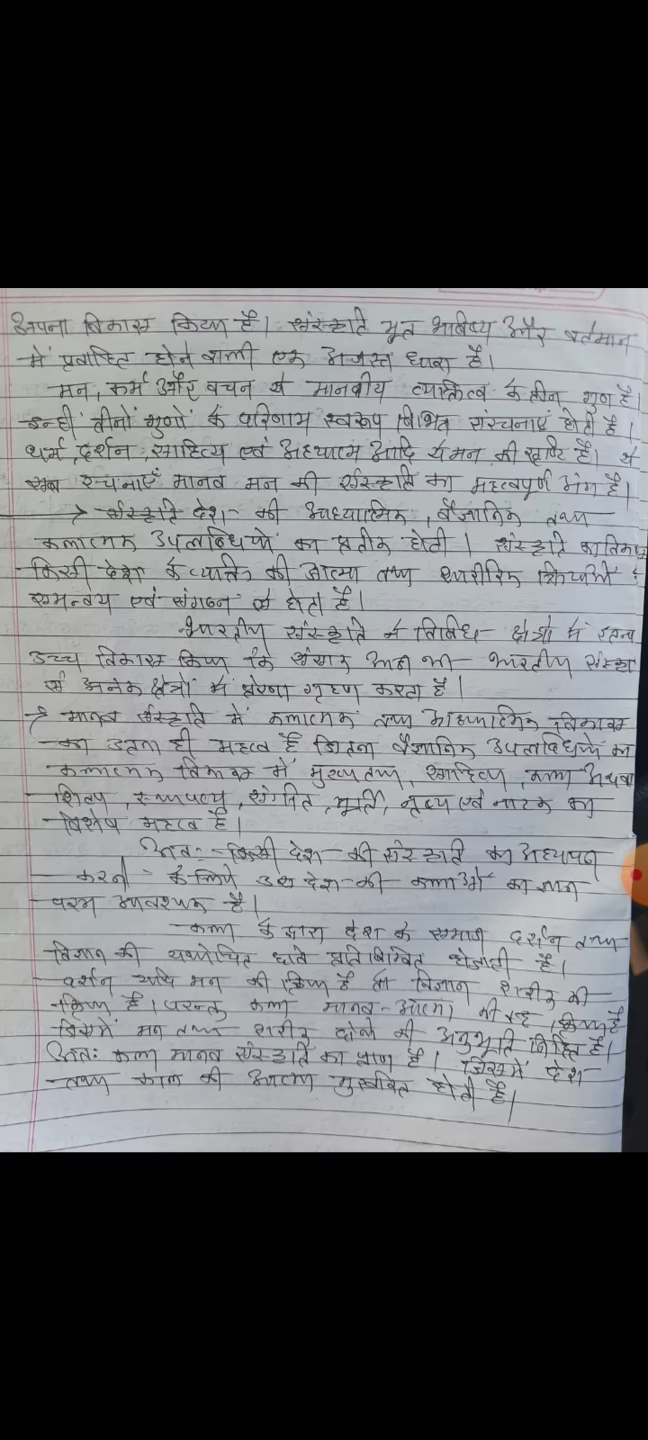 अपना विकास किया है। संस्कृति भूत भविष्य और वर्तमान
में प्रवाहित होने वाली एक अजस्त्र धारा है।
मन, कर्म और वचन ये मानवीय व्यक्तित्व के तीन गुण है।
इन्ही तीनों गुणों के परिणाम स्वरूप विभिन्न संरचनाएं होती है।
धर्म, दर्शन, साहित्य एवं अध्यात्म आदि ये मन की सृष्टि है। ये
सब रचनाएँ मानव मन की संस्कृति का महत्वपूर्ण अंग है।
→ संस्कृति देश की आध्यात्मिक, वैज्ञानिक तथा
कलात्मक उपलब्धियों का प्रतीक होती। संस्कृति का विकास
किसी देश के व्यक्ति की आत्मा तथा शारीरिक क्रियाओं के
समन्वय एवं संगठन से होता है।
भारतीय संस्कृति ने विविध क्षेत्रों में इतना
उच्च विकास किया कि संसार आज भी भारतीय संस्कृ
से अनेक क्षेत्रों में प्रेरणा ग्रहण करता है।
→ मानव संस्कृति में कलात्मक तथा आध्यात्मिक विकास
का उतना ही महत्व है जितना वैज्ञानिक उपलब्धियों का
कलात्मक विकास में मुख्यतया, साहित्य, कला अथवा
शिल्प, स्थापत्य, संगीत, मूर्ति, नृत्य एवं नाटक का
विशेष महत्व है।
अतः किसी देश की संस्कृति का अध्ययन
करने के लिये उस देश की कलाओं का ज्ञान
परम आवश्यक है।
कला के द्वारा देश के समाज दर्शन तथा
विज्ञान की यथोचित प्रतिबिम्बित होजाती है।
दर्शन यदि मन की क्रिया है तो विज्ञान शरीर की
क्रिया है। परन्तु कला मानव-आत्मा की वह क्रिया है
जिसमें मन तथा शरीर दोनो की अनुभूति निहित है।
अतः कला मानव संस्कृति का प्राण है। जिसमें देश
तथा काल की आत्मा मुखरित होती है।